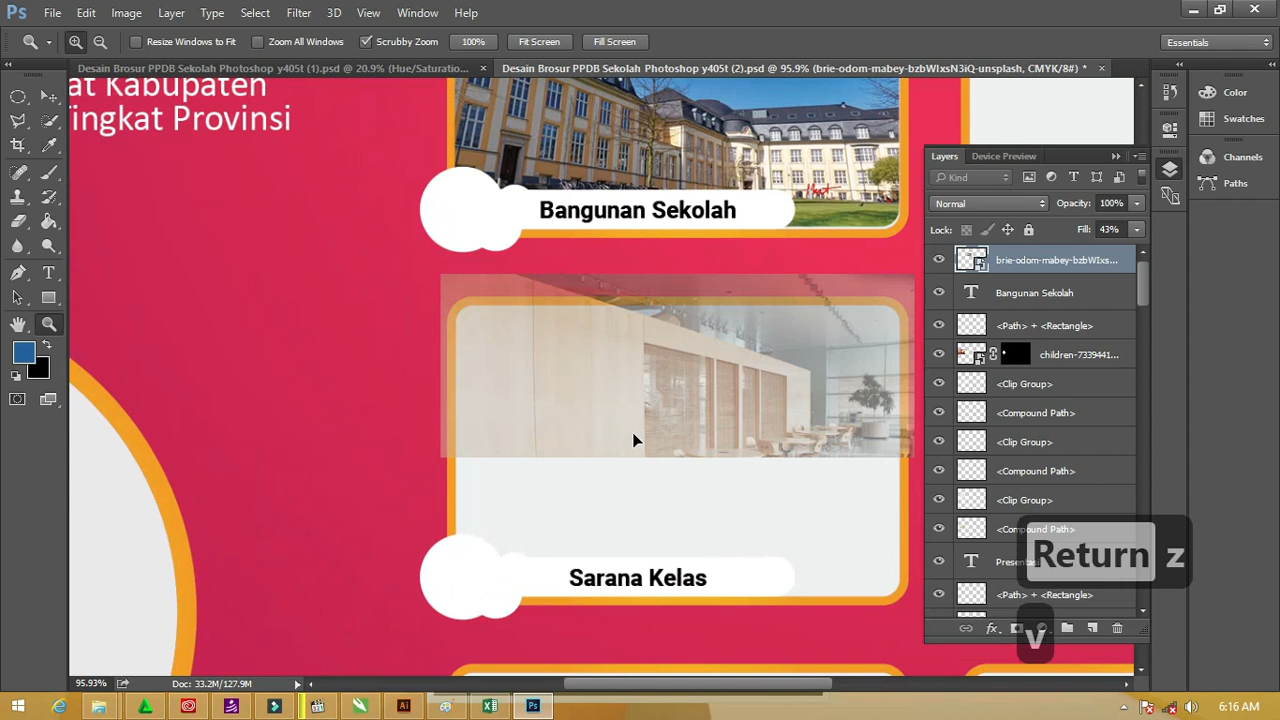 Ps File Edit Image Layer Type Select Filter 3D View Window Help
Resize Windows to Fit Zoom All Windows Scrubby Zoom 100% Fit Screen Fill Screen Essentials
Desain Brosur PPDB Sekolah Photoshop y405t (1).psd @ 20.9% (Hue/Saturatio... × Desain Brosur PPDB Sekolah Photoshop y405t (2).psd @ 95.9% (brie-odom-mabey-bzbWIxsN3iQ-unsplash, CMYK/8#) * ×
at Kabupaten
Tingkat Provinsi
Bangunan Sekolah
Sarana Kelas
Color
Swatches
Channels
Paths
Layers Device Preview
Kind
Normal Opacity: 100%
Lock: Fill: 43%
brie-odom-mabey-bzbWIxs...
Bangunan Sekolah
<Path> + <Rectangle>
children-7339441...
<Clip Group>
<Compound Path>
<Clip Group>
<Compound Path>
<Clip Group>
<Compound Path>
<Path> + <Rectangle>
Return z
v
95.93% Doc: 33.2M/127.9M
6:16 AM